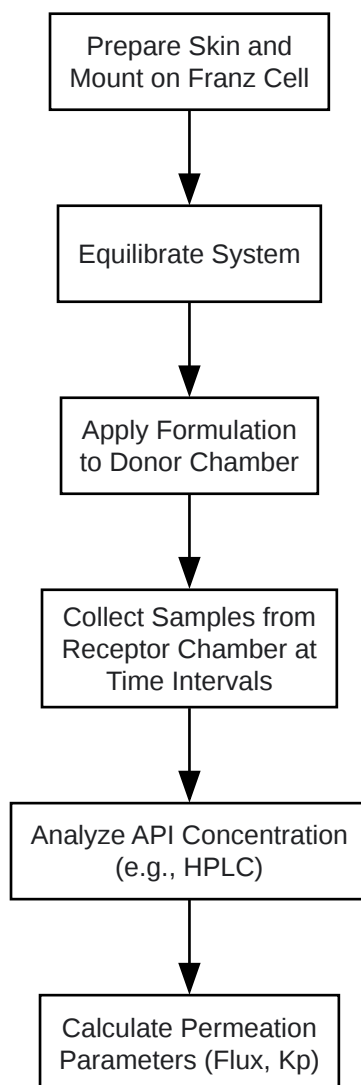 Prepare Skin and
Mount on Franz Cell
Equilibrate System
Apply Formulation
to Donor Chamber
Collect Samples from
Receptor Chamber at
Time Intervals
Analyze API Concentration
(e.g., HPLC)
Calculate Permeation
Parameters (Flux, Kp)